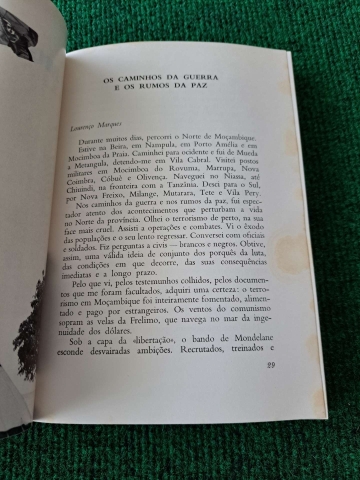 OS CAMINHOS DA GUERRA
E OS RUMOS DA PAZ
Lourenço Marques
Durante muitos dias, percorri o Norte de Moçambique.
Estive na Beira, em Nampula, em Porto Amélia e em
Mocímboa da Praia. Caminhei para ocidente e fui de Mueda
a Metangula, detendo-me em Vila Cabral. Visitei postos
militares em Mocimboa do Rovuma, Marrupa, Nova
Coimbra, Cóbuè e Olivença. Naveguei no Niassa, até
Chiumdi, na fronteira com a Tanzânia. Desci para o Sul,
por Nova Freixo, Milange, Mutarara, Tete e Vila Pery.
Nos caminhos da guerra e nos rumos da paz, fui espec-
tador atento dos acontecimentos que perturbam a vida
no Norte da província. Olhei o terrorismo de perto, na sua
face mais cruel. Assisti a operações e combates. Vi o êxodo
das populações e o seu lento regressar. Conversei com oficiais
e soldados. Fiz perguntas a civis — brancos e negros. Obtive,
assim, uma válida ideia de conjunto dos porquês da luta,
das condições em que decorre, das suas consequências
imediatas e a longo prazo.
Pelo que vi, pelos testemunhos colhidos, pelos documen-
tos que me foram facultados, adquiri uma certeza: o terro-
rismo em Moçambique foi inteiramente fomentado, alimen-
tado e pago por estrangeiros. Os ventos do comunismo
sopram as velas da Frelimo, que navega no mar da inge-
nuidade dos dólares.
Sob a capa da «libertação», o bando de Mondelane
esconde desvairadas ambições. Recrutados, treinados e
29